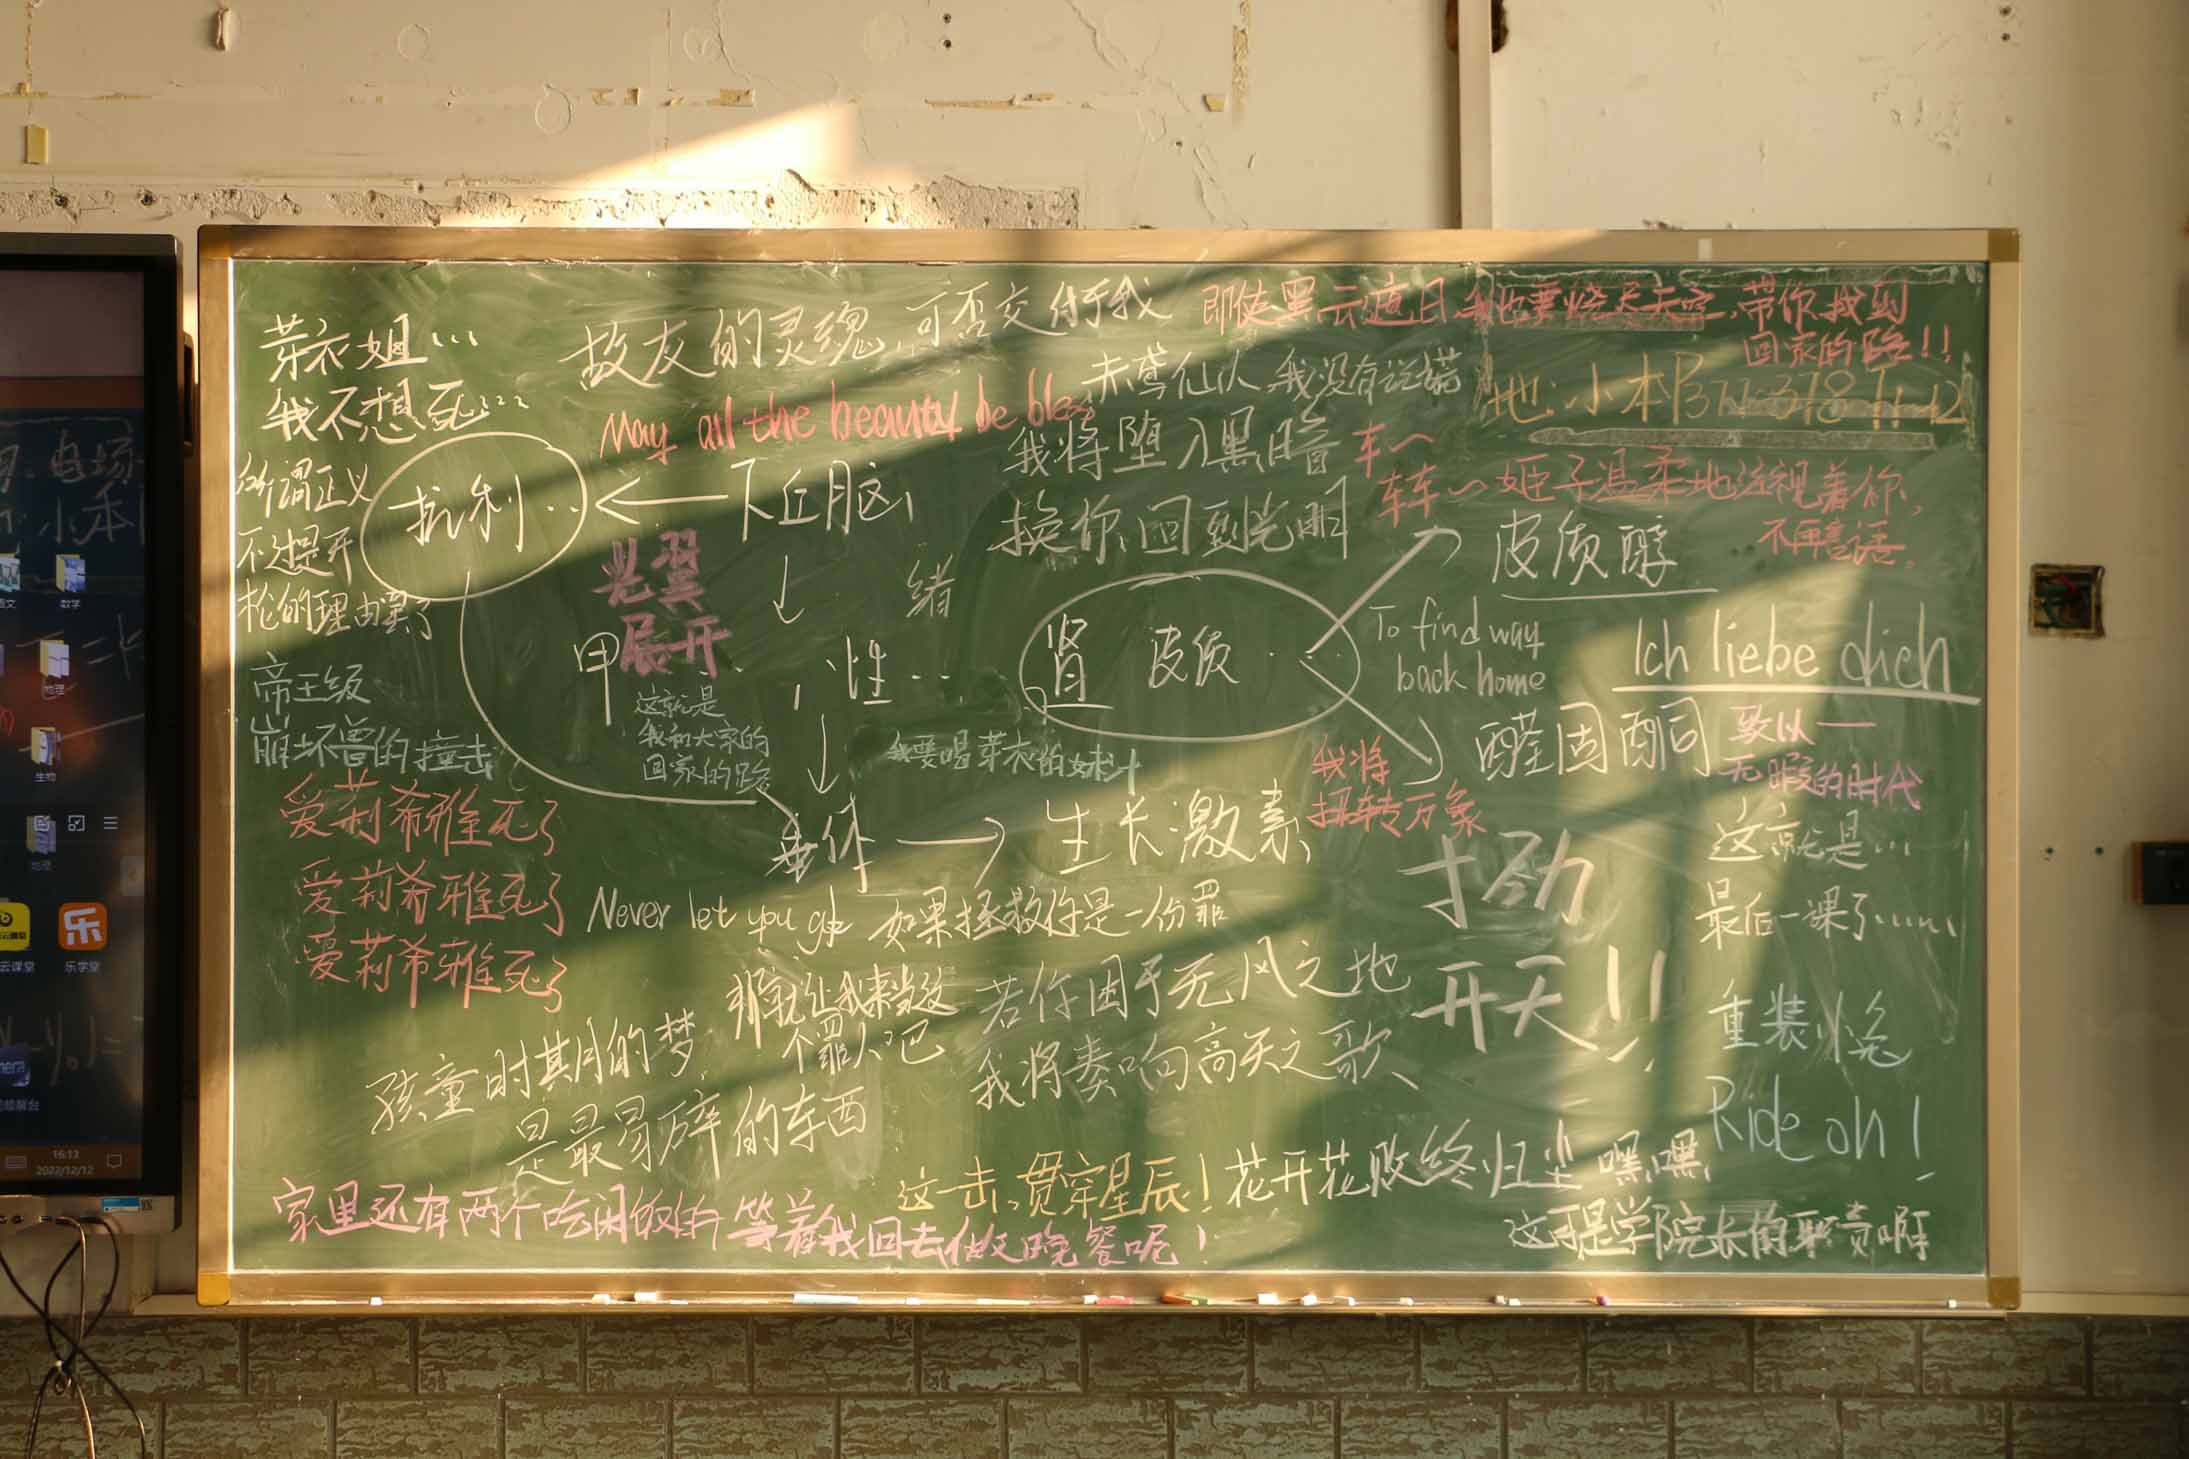 芽衣姐…
我不想死…
故友的灵魂,可否交付于我
即使黑云遮日,我也要烧尽天空,带你找到
回家的路!!
May all the beauty be bles
赤鸢仙人,我没有说谎
地:小本P377-378 T1-12
我将堕入黑暗
换你回到光明
车~
车车~姬子温柔地注视着你,
不再言语.
所谓正义
不过是开
枪的理由罢了
抗利…
下丘脑
光翼
展开
绪
甲
性…
肾 皮质…
皮质醇
醛固酮
To find way
back home
Ich liebe dich
帝王级
崩坏兽的撞击
这就是
我和大家的
回家的路
我要喝芽衣的妹汁
我将
扭转万象
致以——
无暇的时代
爱莉希雅死了
爱莉希雅死了
爱莉希雅死了
垂体
生长激素
Never let you go
如果拯救你是一份罪
那就让我来当这
个罪人吧
才劲
开天!!
这就是…
最后一课了……
若你困于无风之地
我将奏响高天之歌
孩童时期的梦,
是最易碎的东西
重装小兔
Ride on!
这一击,贯穿星辰!
花开花败终归尘
嘿嘿,
这可是学院长的职责啊
家里还有两个吃闲饭的等着我回去做晚餐呢!
数学
地理
生物
地理
云课堂
乐
乐学堂
16:13
2022/12/12